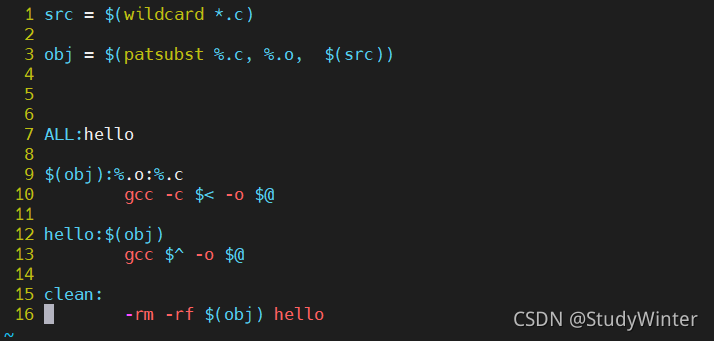 1 src = $(wildcard *.c)
2
3 obj = $(patsubst %.c, %.o,  $(src))
4
5
6
7 ALL:hello
8
9 $(obj):%.o:%.c
10         gcc -c $< -o $@
11
12 hello:$(obj)
13         gcc $^ -o $@
14
15 clean:
16         -rm -rf $(obj) hello
~
CSDN @StudyWinter